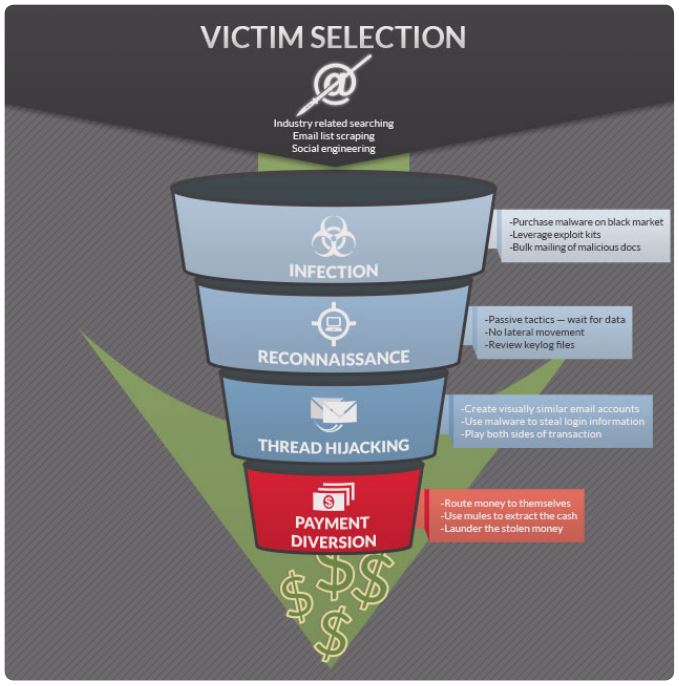 VICTIM SELECTION
@
Industry related searching
Email list scraping
Social engineering
INFECTION
-Purchase malware on black market
-Leverage exploit kits
-Bulk mailing of malicious docs
RECONNAISSANCE
-Passive tactics — wait for data
-No lateral movement
-Review keylog files
THREAD HIJACKING
-Create visually similar email accounts
-Use malware to steal login information
-Play both sides of transaction
$
PAYMENT
DIVERSION
-Route money to themselves
-Use mules to extract the cash
-Launder the stolen money
$ $ $
$